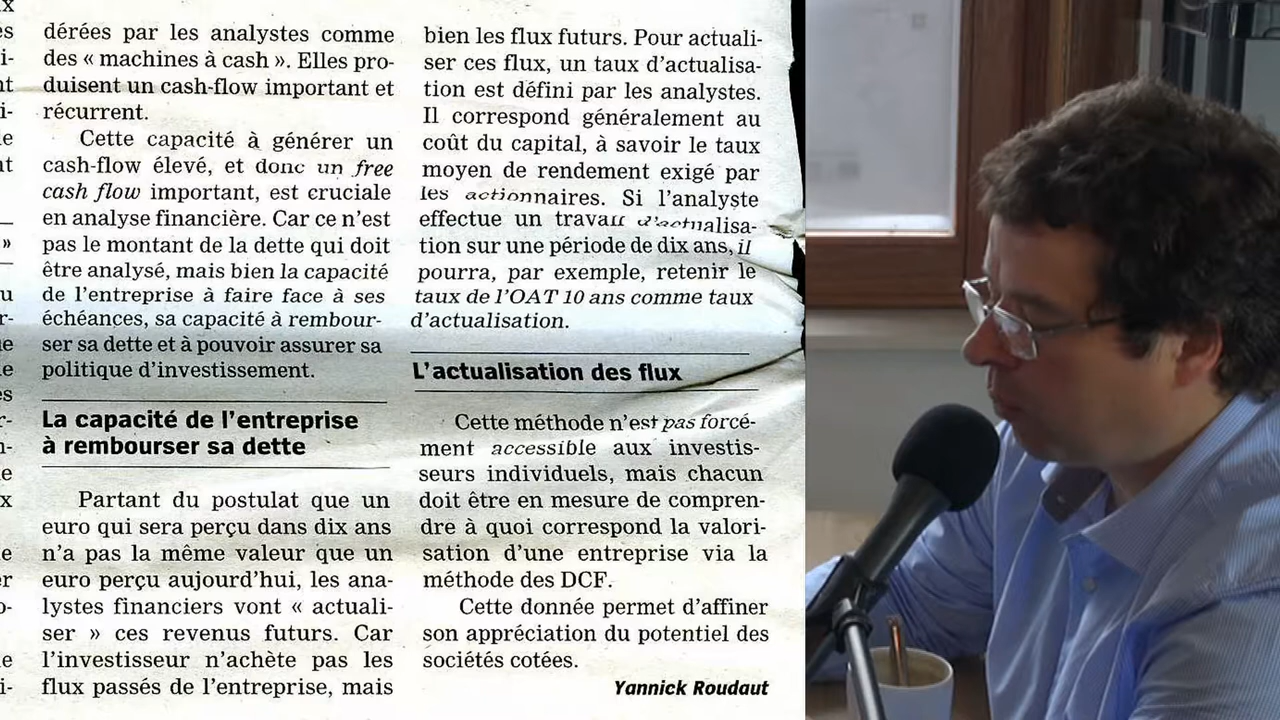 x
es
i-
nt
i-
le
nt
»
u
r-
ue
le
es
r-
n-
le
x
le
er
o-
le
i-
dérées par les analystes comme
des « machines à cash ». Elles pro-
duisent un cash-flow important et
récurrent.
Cette capacité à générer un
cash-flow élevé, et donc un free
cash flow important, est cruciale
en analyse financière. Car ce n'est
pas le montant de la dette qui doit
être analysé, mais bien la capacité
de l'entreprise à faire face à ses
échéances, sa capacité à rembour-
ser sa dette et à pouvoir assurer sa
politique d'investissement.
La capacité de l'entreprise
à rembourser sa dette
Partant du postulat que un
euro qui sera perçu dans dix ans
n'a pas la même valeur que un
euro perçu aujourd'hui, les ana-
lystes financiers vont « actuali-
ser » ces revenus futurs. Car
l'investisseur n'achète pas les
flux passés de l'entreprise, mais
bien les flux futurs. Pour actuali-
ser ces flux, un taux d'actualisa-
tion est défini par les analystes.
Il correspond généralement au
coût du capital, à savoir le taux
moyen de rendement exigé par
les actionnaires. Si l'analyste
effectue un travail d'actualisa-
tion sur une période de dix ans, il
pourra, par exemple, retenir le
taux de l'OAT 10 ans comme taux
d'actualisation.
L'actualisation des flux
Cette méthode n'est pas forcé-
ment accessible aux investis-
seurs individuels, mais chacun
doit être en mesure de compren-
dre à quoi correspond la valori-
sation d'une entreprise via la
méthode des DCF.
Cette donnée permet d'affiner
son appréciation du potentiel des
sociétés cotées.
Yannick Roudaut